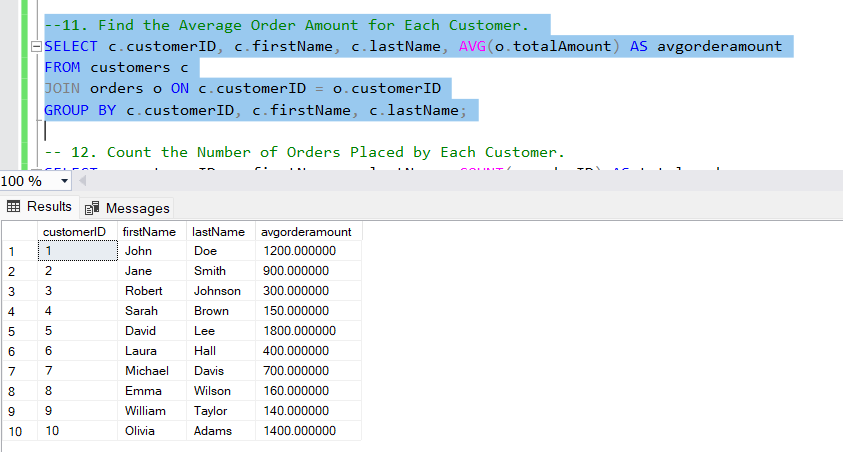 --11. Find the Average Order Amount for Each Customer.
SELECT c.customerID, c.firstName, c.lastName, AVG(o.totalAmount) AS avgorderamount
FROM customers c
JOIN orders o ON c.customerID = o.customerID
GROUP BY c.customerID, c.firstName, c.lastName;
-- 12. Count the Number of Orders Placed by Each Customer.
100 %
Results Messages
customerID firstName lastName avgorderamount
1 1 John Doe 1200.000000
2 2 Jane Smith 900.000000
3 3 Robert Johnson 300.000000
4 4 Sarah Brown 150.000000
5 5 David Lee 1800.000000
6 6 Laura Hall 400.000000
7 7 Michael Davis 700.000000
8 8 Emma Wilson 160.000000
9 9 William Taylor 140.000000
10 10 Olivia Adams 1400.000000